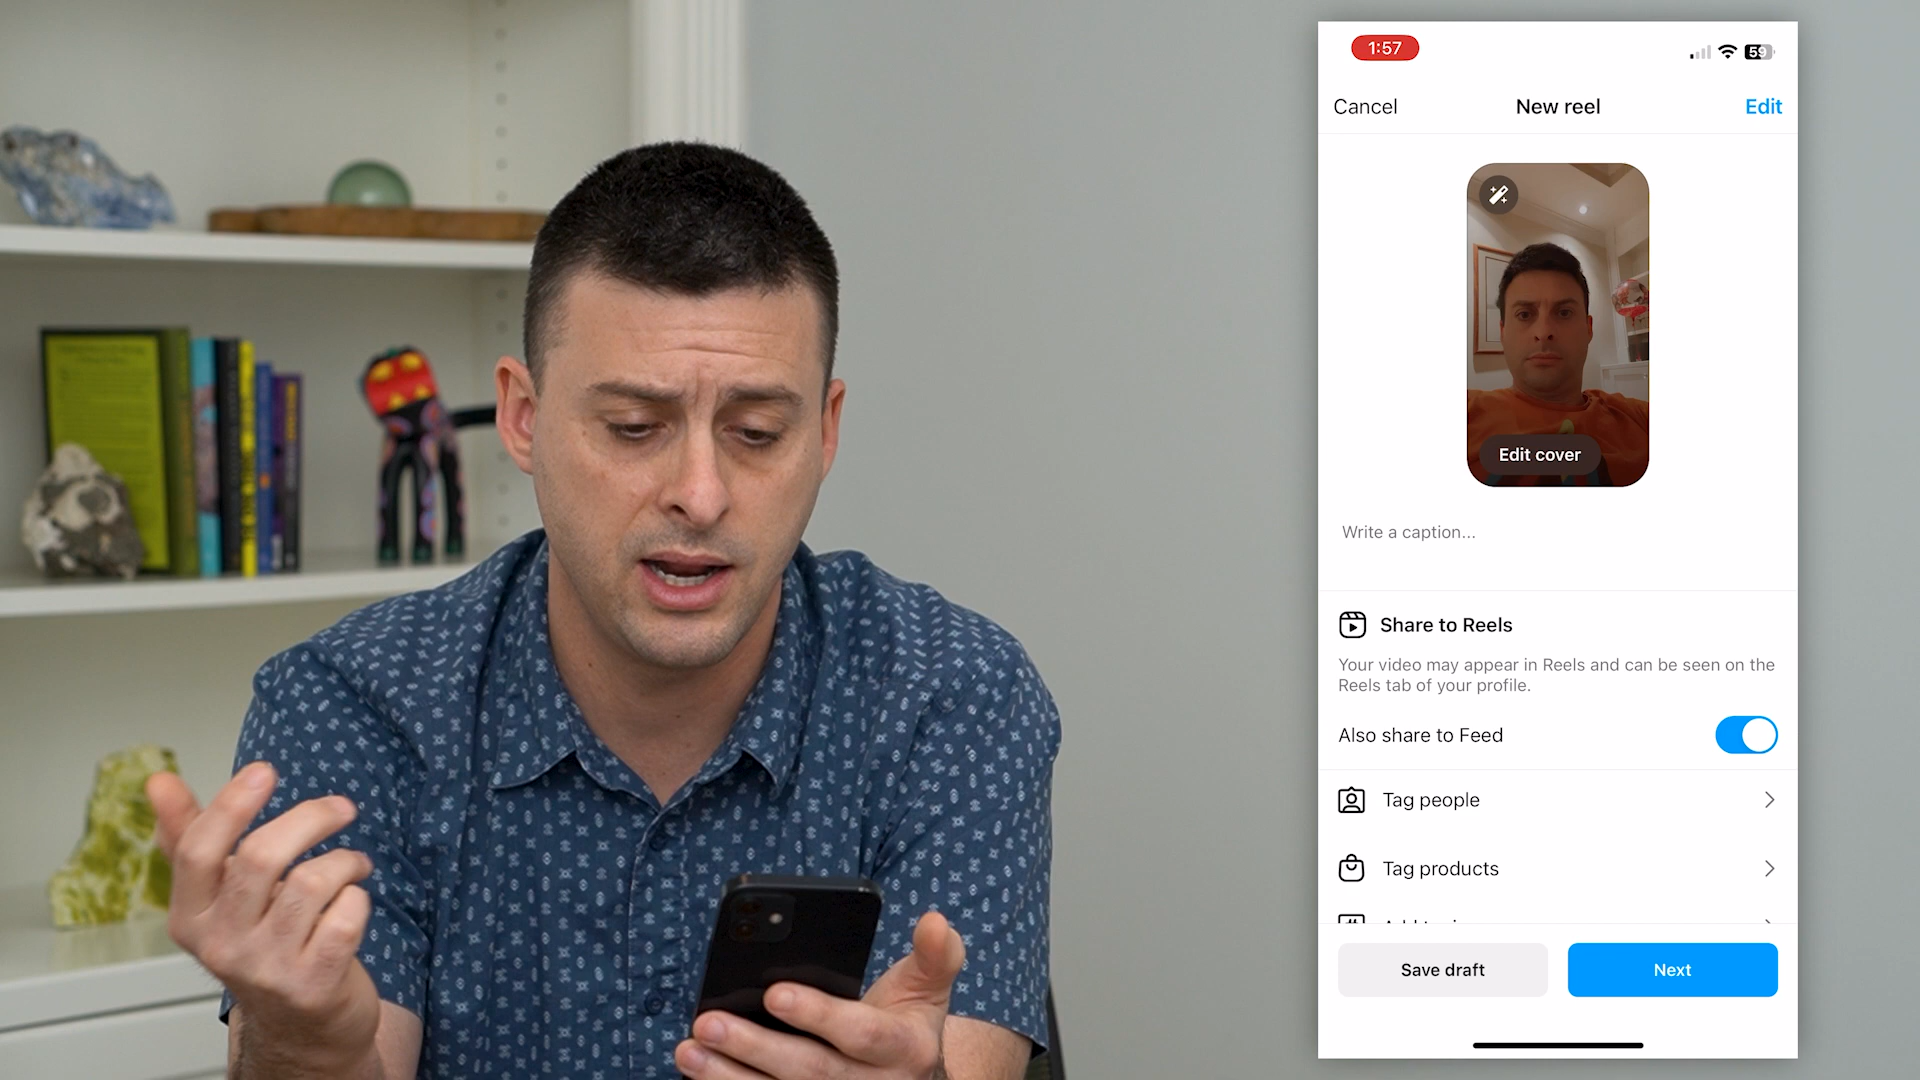 1:57
59
Cancel
New reel
Edit
Edit cover
Write a caption...
Share to Reels
Your video may appear in Reels and can be seen on the
Reels tab of your profile.
Also share to Feed
Tag people
Tag products
Save draft
Next